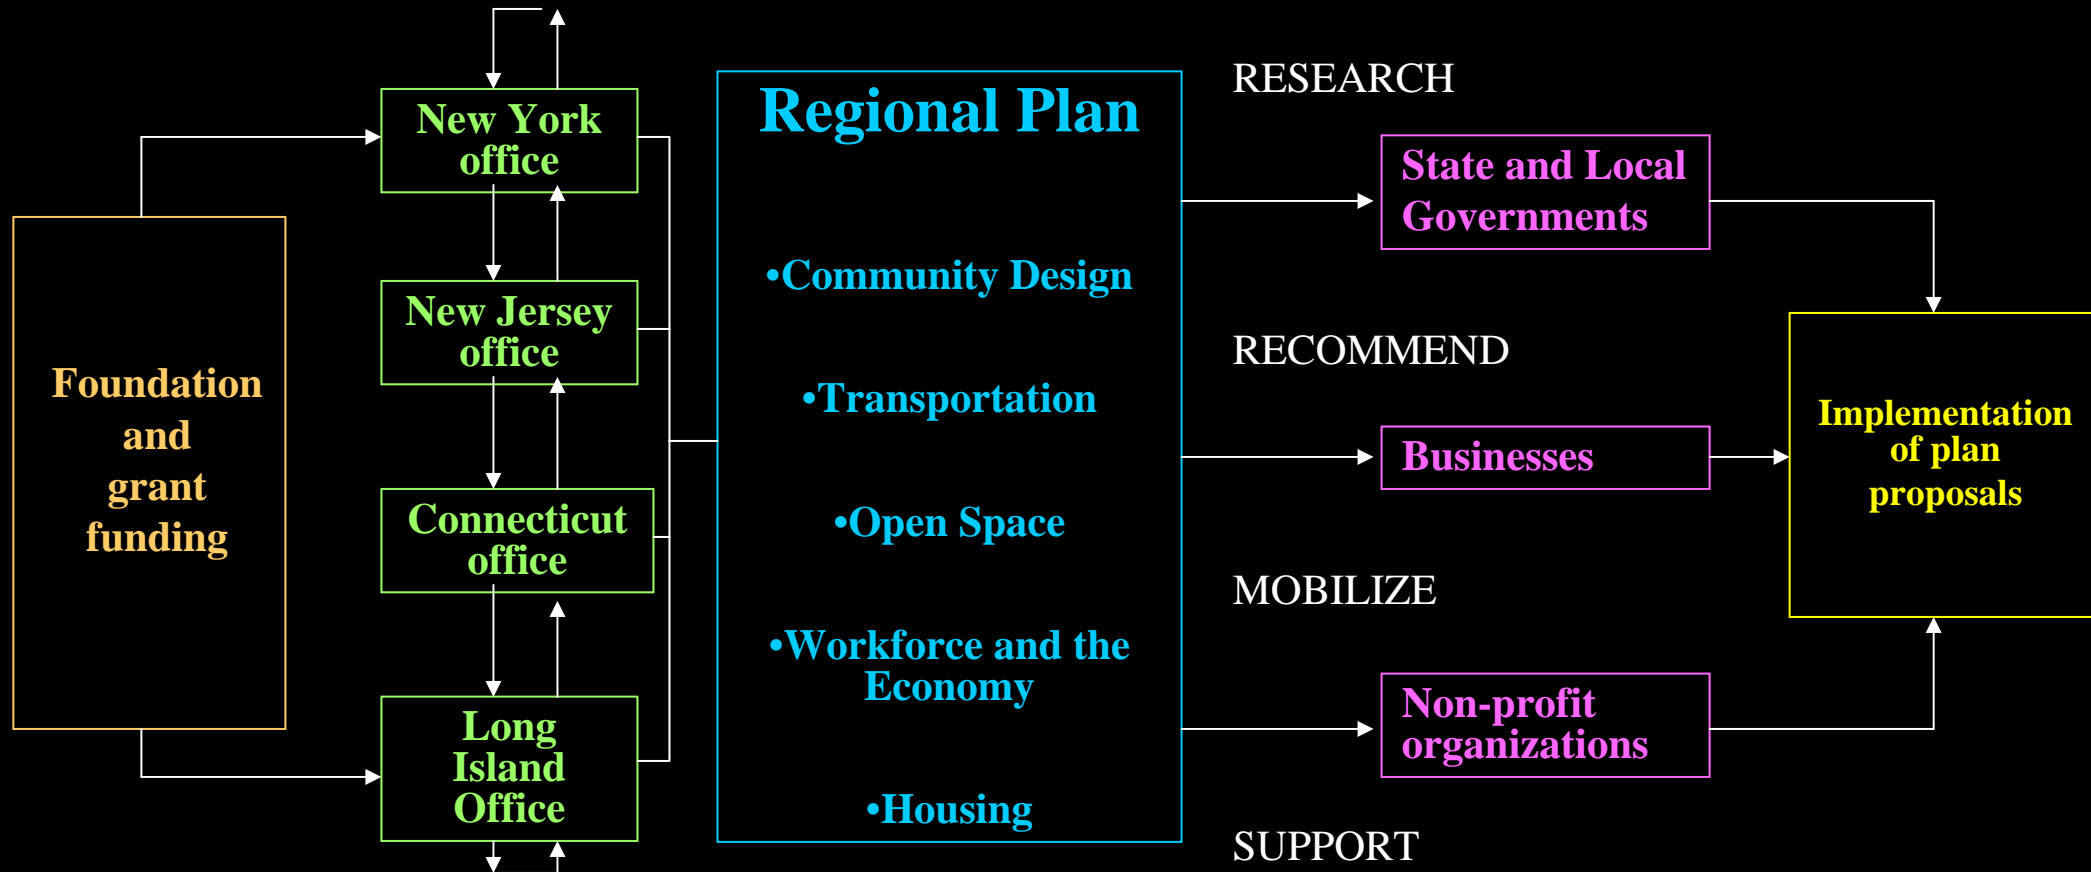 Foundation
and
grant
funding
New York
office
New Jersey
office
Connecticut
office
Long
Island
Office
Regional Plan
•Community Design
•Transportation
•Open Space
•Workforce and the
Economy
•Housing
RESEARCH
RECOMMEND
MOBILIZE
SUPPORT
State and Local
Governments
Businesses
Non-profit
organizations
Implementation
of plan
proposals